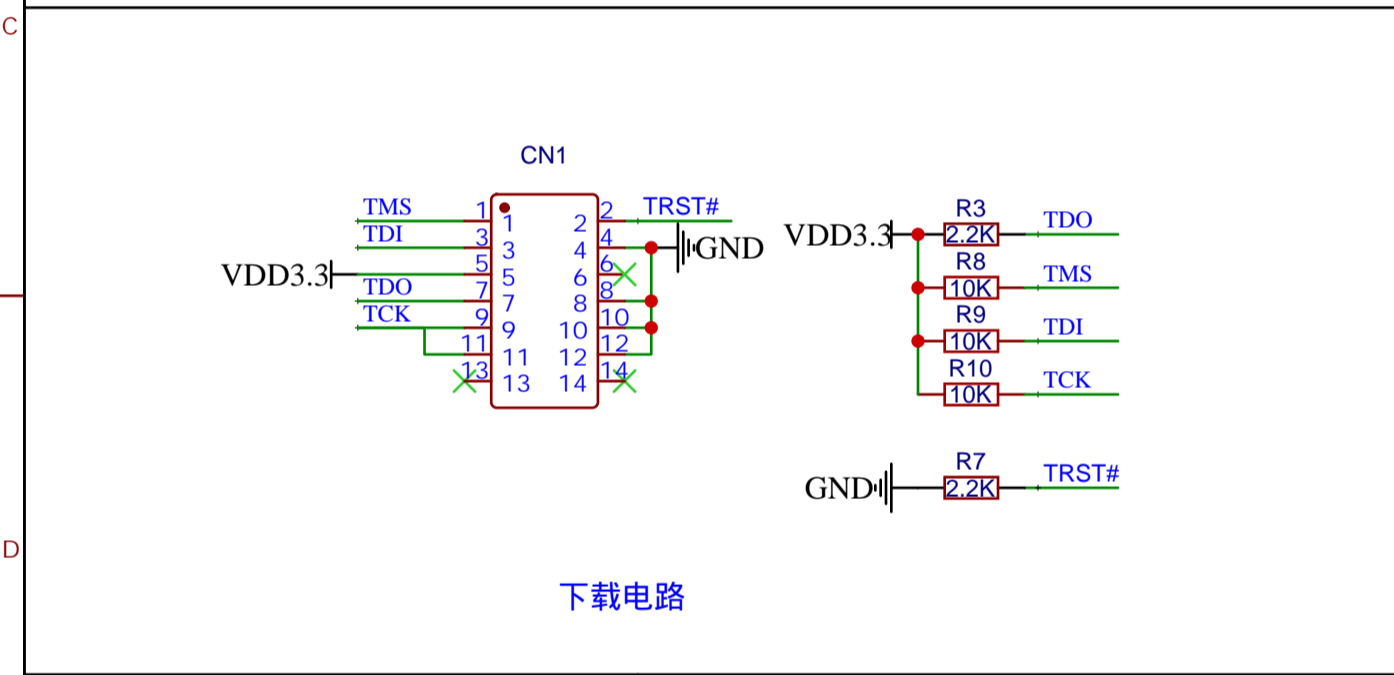 C
CN1
TMS 1 1 2 2 TRST#
TDI 3 3 4 4 GND
VDD3.3 5 5 6 6
TDO 7 7 8 8
TCK 9 9 10 10
11 11 12 12
13 13 14 14
VDD3.3 R3 2.2K TDO
R8 10K TMS
R9 10K TDI
R10 10K TCK
GND R7 2.2K TRST#
D
下载电路